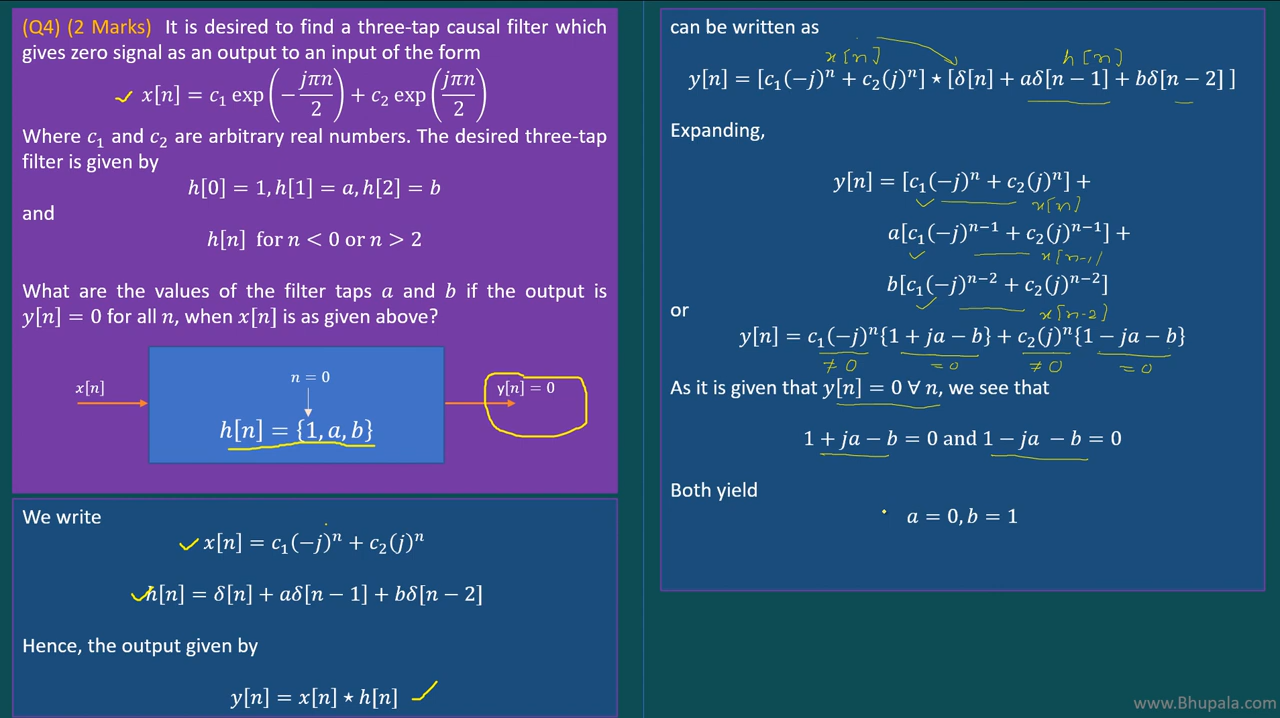 (Q4) (2 Marks) It is desired to find a three-tap causal filter which
gives zero signal as an output to an input of the form
x[n] = c₁ exp(−jπn/2) + c₂ exp(jπn/2)
Where c₁ and c₂ are arbitrary real numbers. The desired three-tap
filter is given by
h[0] = 1, h[1] = a, h[2] = b
and
h[n] for n < 0 or n > 2
What are the values of the filter taps a and b if the output is
y[n] = 0 for all n, when x[n] is as given above?
x[n]
n = 0
h[n] = {1, a, b}
y[n] = 0
We write
x[n] = c₁(−j)ⁿ + c₂(j)ⁿ
h[n] = δ[n] + aδ[n − 1] + bδ[n − 2]
Hence, the output given by
y[n] = x[n] ⋆ h[n]
can be written as
x[n] h[n]
y[n] = [c₁(−j)ⁿ + c₂(j)ⁿ] ⋆ [δ[n] + aδ[n − 1] + bδ[n − 2] ]
Expanding,
y[n] = [c₁(−j)ⁿ + c₂(j)ⁿ] +
x[n]
a[c₁(−j)ⁿ⁻¹ + c₂(j)ⁿ⁻¹] +
x[n-1]
b[c₁(−j)ⁿ⁻² + c₂(j)ⁿ⁻²]
x[n-2]
or
y[n] = c₁(−j)ⁿ{1 + ja − b} + c₂(j)ⁿ{1 − ja − b}
≠0 =0 ≠0 =0
As it is given that y[n] = 0 ∀ n, we see that
1 + ja − b = 0 and 1 − ja − b = 0
Both yield
a = 0, b = 1
www.Bhupala.com